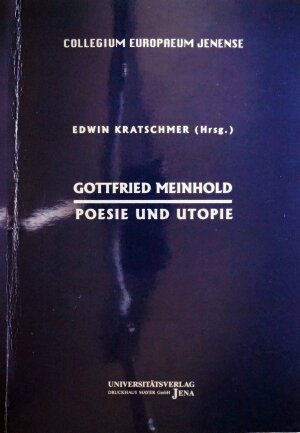 COLLEGIUM EUROPAEUM JENENSE
EDWIN KRATSCHMER (Hrsg.)
GOTTFRIED MEINHOLD
POESIE UND UTOPIE
UNIVERSITÄTSVERLAG
DRUCKHAUS MAYER GmbH JENA